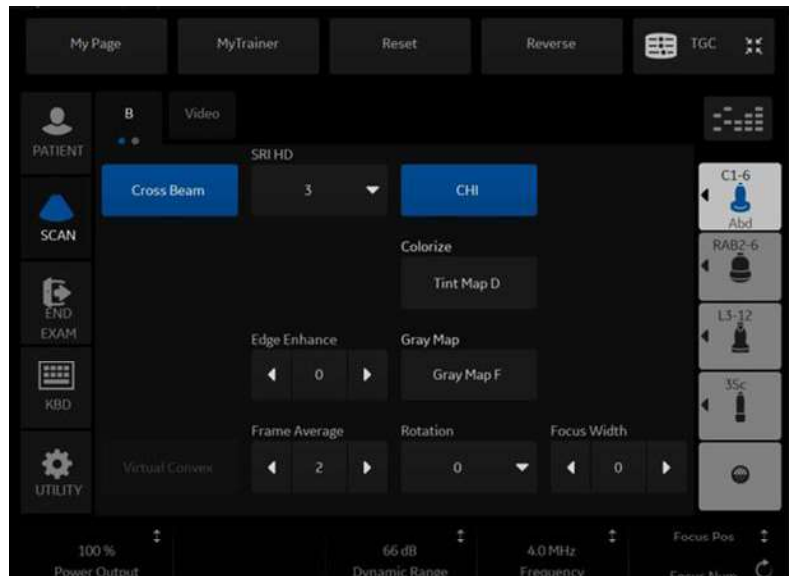 My Page
MyTrainer
Reset
Reverse
TGC
PATIENT
B
Video
SRI HD
Cross Beam
3
CHI
C1-6
Abd
SCAN
Colorize
RAB2-6
Tint Map D
END
EXAM
Edge Enhance
Gray Map
L3-12
0
Gray Map F
KBD
3Sc
Frame Average
Rotation
Focus Width
UTILITY
Virtual Convex
2
0
0
100 %
66 dB
4.0 MHz
Focus Pos
Power Output
Dynamic Range
Frequency
Focus Num